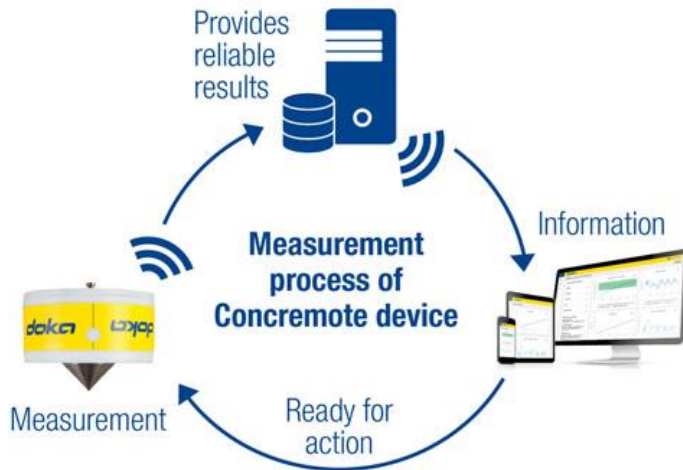 Provides
reliable
results
Information
Measurement
process of
Concremote device
doka
doka
Measurement
Ready for
action